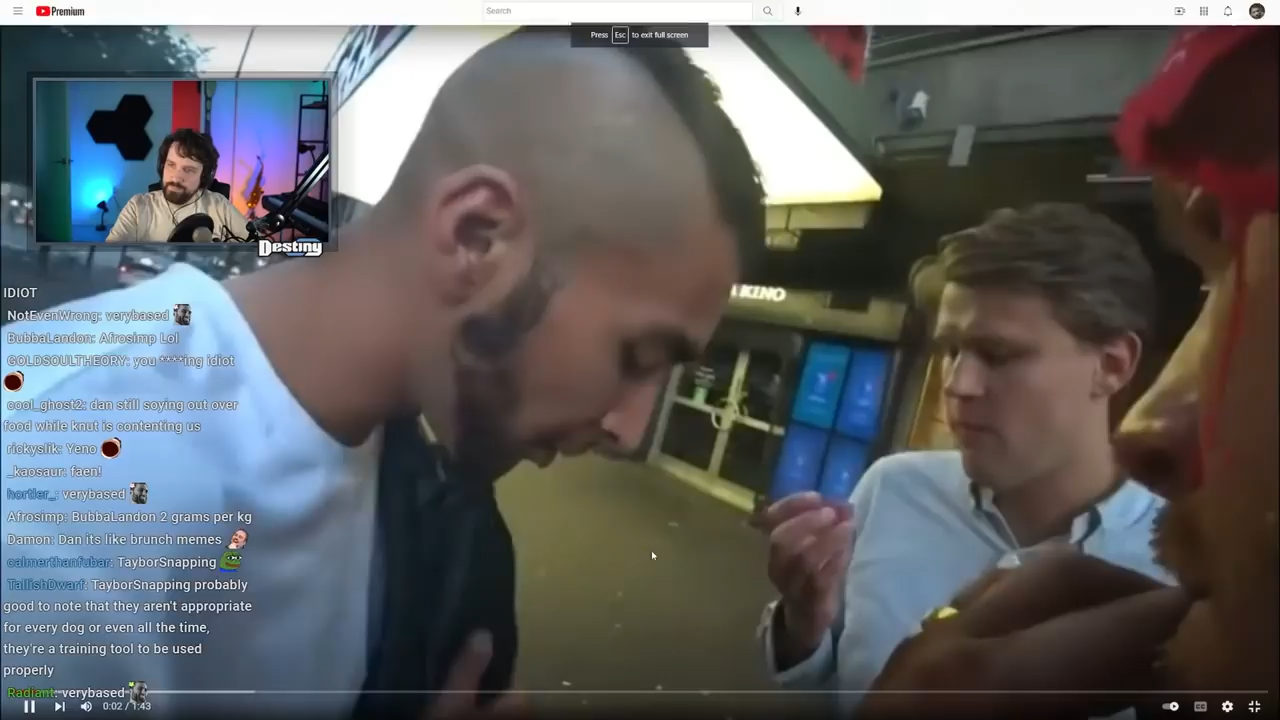 Premium
Search
Press Esc to exit full screen
Destiny
KINO
IDIOT
NotEvenWrong: verybased
BubbaLandon: Afrosimp Lol
GOLDSOULTHEORY: you ****ing idiot
cool_ghost2: dan still soying out over
food while knut is contenting us
rickyslik: Yeno
_kaosaur: faen!
hortler_: verybased
Afrosimp: BubbaLandon 2 grams per kg
Damon: Dan its like brunch memes
calmerthanfubar: TayborSnapping
TallishDwarf: TayborSnapping probably
good to note that they aren't appropriate
for every dog or even all the time,
they're a training tool to be used
properly
Radiant: verybased
0:02 / 1:43
CC